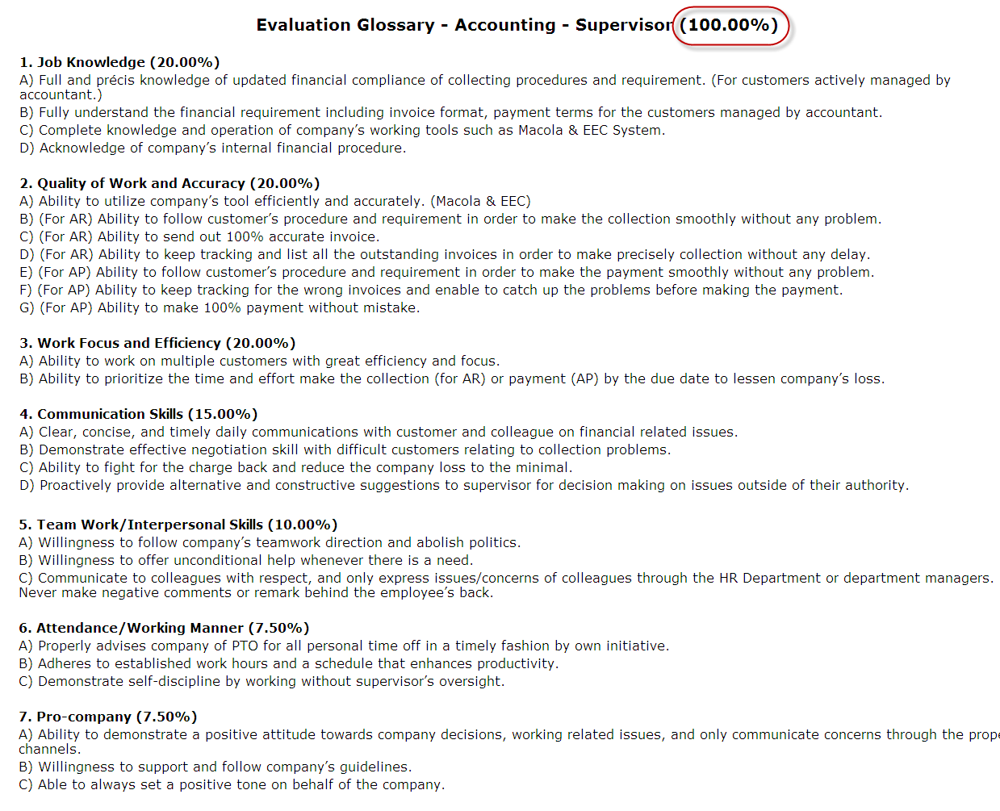 Evaluation Glossary - Accounting - Supervisor (100.00%)
1. Job Knowledge (20.00%)
A) Full and précis knowledge of updated financial compliance of collecting procedures and requirement. (For customers actively managed by
accountant.)
B) Fully understand the financial requirement including invoice format, payment terms for the customers managed by accountant.
C) Complete knowledge and operation of company’s working tools such as Macola & EEC System.
D) Acknowledge of company’s internal financial procedure.
2. Quality of Work and Accuracy (20.00%)
A) Ability to utilize company’s tool efficiently and accurately. (Macola & EEC)
B) (For AR) Ability to follow customer’s procedure and requirement in order to make the collection smoothly without any problem.
C) (For AR) Ability to send out 100% accurate invoice.
D) (For AR) Ability to keep tracking and list all the outstanding invoices in order to make precisely collection without any delay.
E) (For AP) Ability to follow customer’s procedure and requirement in order to make the payment smoothly without any problem.
F) (For AP) Ability to keep tracking for the wrong invoices and enable to catch up the problems before making the payment.
G) (For AP) Ability to make 100% payment without mistake.
3. Work Focus and Efficiency (20.00%)
A) Ability to work on multiple customers with great efficiency and focus.
B) Ability to prioritize the time and effort make the collection (for AR) or payment (AP) by the due date to lessen company’s loss.
4. Communication Skills (15.00%)
A) Clear, concise, and timely daily communications with customer and colleague on financial related issues.
B) Demonstrate effective negotiation skill with difficult customers relating to collection problems.
C) Ability to fight for the charge back and reduce the company loss to the minimal.
D) Proactively provide alternative and constructive suggestions to supervisor for decision making on issues outside of their authority.
5. Team Work/Interpersonal Skills (10.00%)
A) Willingness to follow company’s teamwork direction and abolish politics.
B) Willingness to offer unconditional help whenever there is a need.
C) Communicate to colleagues with respect, and only express issues/concerns of colleagues through the HR Department or department managers.
Never make negative comments or remark behind the employee’s back.
6. Attendance/Working Manner (7.50%)
A) Properly advises company of PTO for all personal time off in a timely fashion by own initiative.
B) Adheres to established work hours and a schedule that enhances productivity.
C) Demonstrate self-discipline by working without supervisor’s oversight.
7. Pro-company (7.50%)
A) Ability to demonstrate a positive attitude towards company decisions, working related issues, and only communicate concerns through the prope
channels.
B) Willingness to support and follow company’s guidelines.
C) Able to always set a positive tone on behalf of the company.